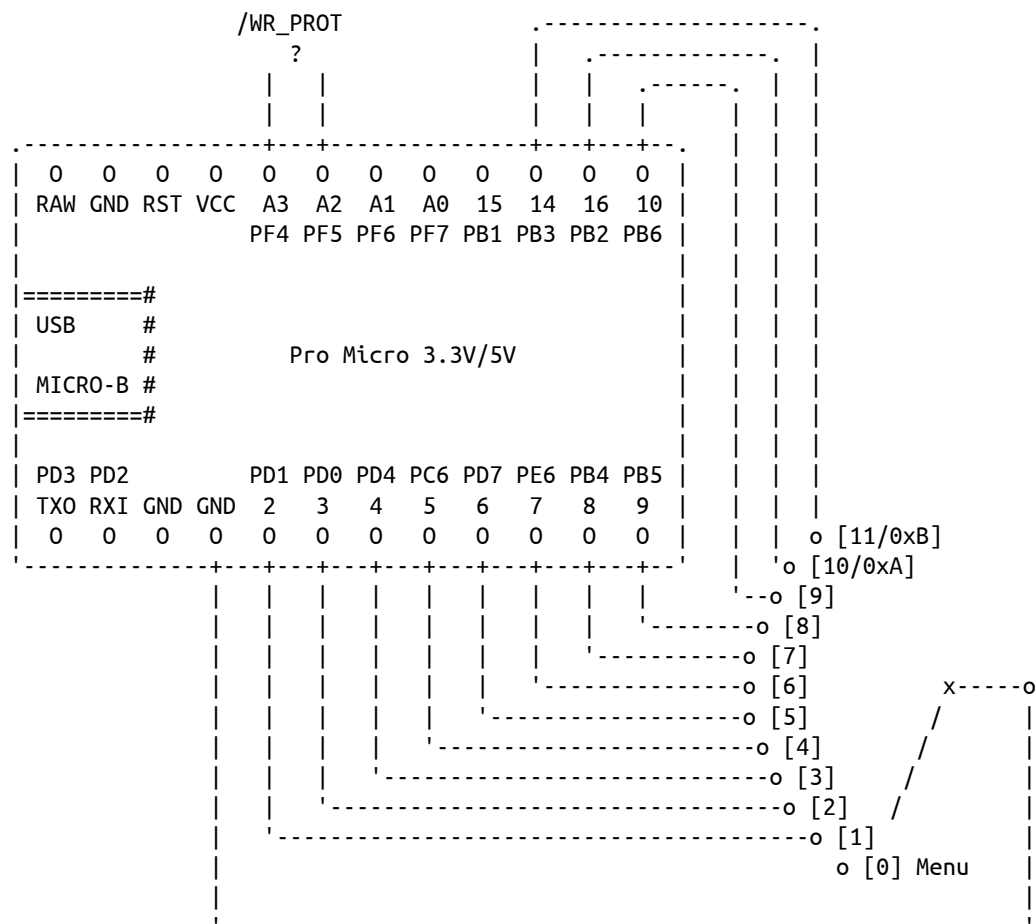 /WR_PROT
?
O O O O O O O O O O O O
RAW GND RST VCC A3 A2 A1 A0 15 14 16 10
PF4 PF5 PF6 PF7 PB1 PB3 PB2 PB6
USB
Pro Micro 3.3V/5V
MICRO-B
PD3 PD2 PD1 PD0 PD4 PC6 PD7 PE6 PB4 PB5
TXO RXI GND GND 2 3 4 5 6 7 8 9
O O O O O O O O O O O O
o [11/0xB]
o [10/0xA]
o [9]
o [8]
o [7]
o [6] x o
o [5]
o [4]
o [3]
o [2]
o [1]
o [0] Menu